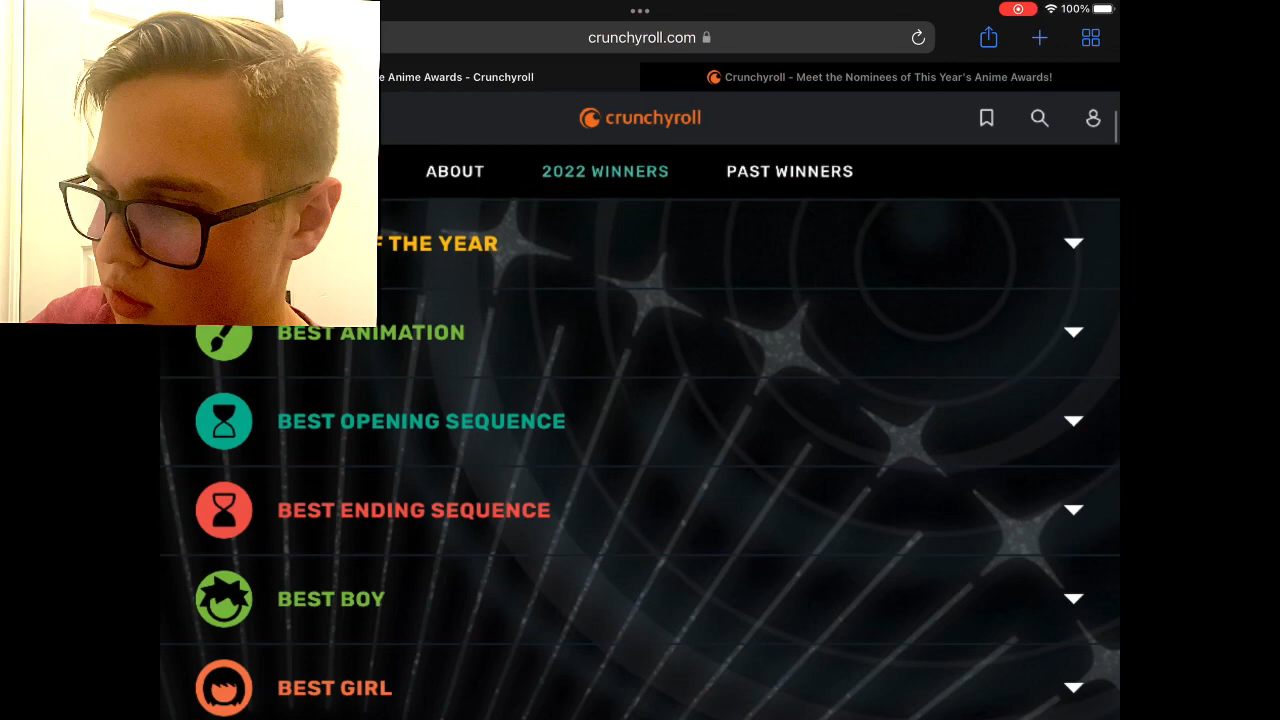 100%
crunchyroll.com
e Anime Awards - Crunchyroll
Crunchyroll - Meet the Nominees of This Year's Anime Awards!
crunchyroll
ABOUT 2022 WINNERS PAST WINNERS
F THE YEAR
BEST ANIMATION
BEST OPENING SEQUENCE
BEST ENDING SEQUENCE
BEST BOY
BEST GIRL